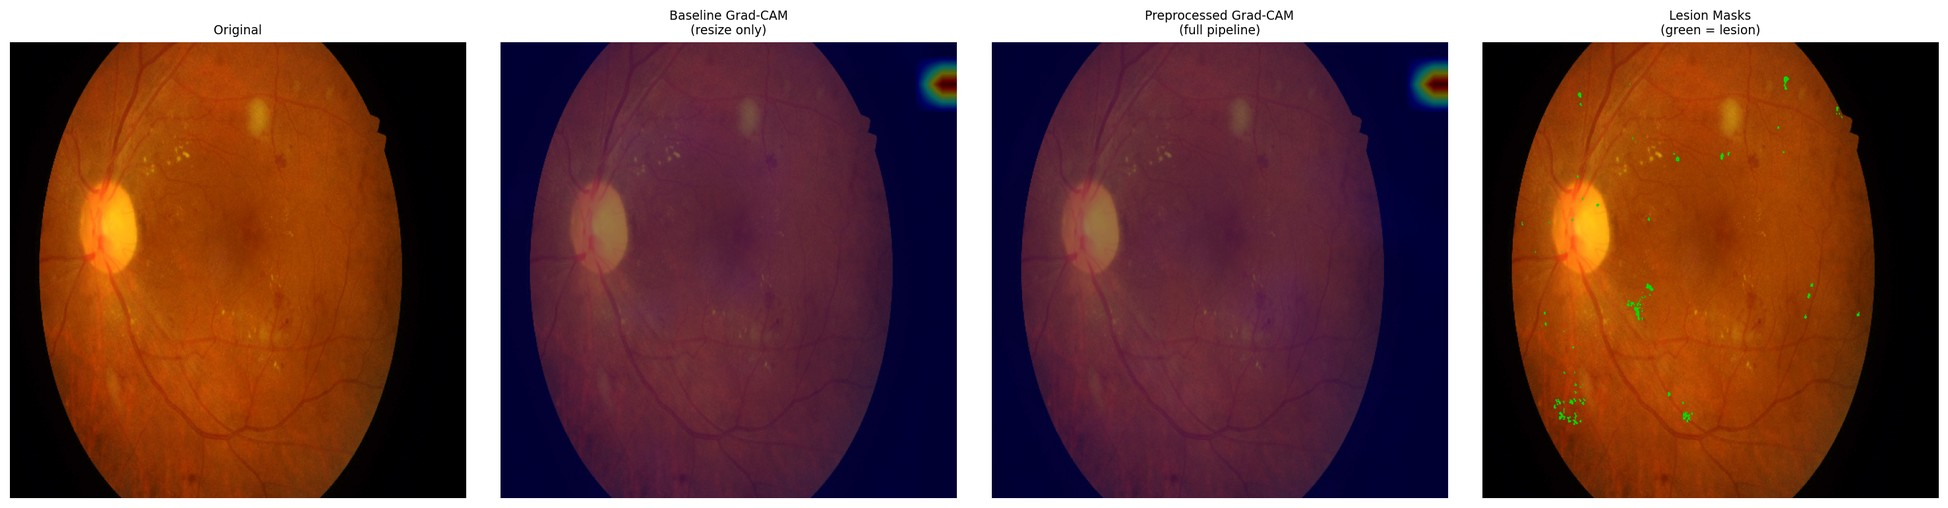 Original
Baseline Grad-CAM
(resize only)
Preprocessed Grad-CAM
(full pipeline)
Lesion Masks
(green = lesion)